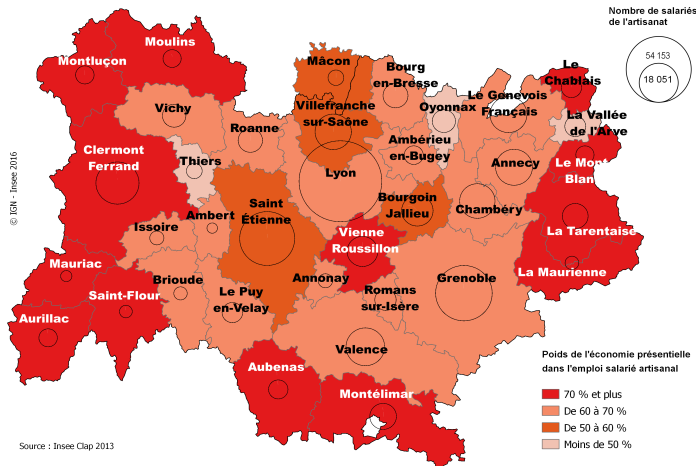 Nombre de salariés
de l'artisanat
54 153
18 051
Moulins
Montluçon
Mâcon
Bourg
en-Bresse
Le
Chablais
Le Genevois
Français
Oyonnax
La Vallée
de l'Arve
Vichy
Villefranche
sur-Saône
Roanne
Ambérieu
en-Bugey
Clermont
Ferrand
Thiers
Lyon
Annecy
Le Mont
Blan
Saint
Étienne
Bourgoin
Jallieu
Chambéry
Ambert
Issoire
Vienne
Roussillon
La Tarentaise
Mauriac
Brioude
Annonay
Grenoble
La Maurienne
Saint-Flour
Le Puy
en-Velay
Romans
sur-Isère
Aurillac
Valence
Aubenas
Montélimar
© IGN - Insee 2016
Poids de l'économie présentielle
dans l'emploi salarié artisanal
70 % et plus
De 60 à 70 %
De 50 à 60 %
Moins de 50 %
Source : Insee Clap 2013